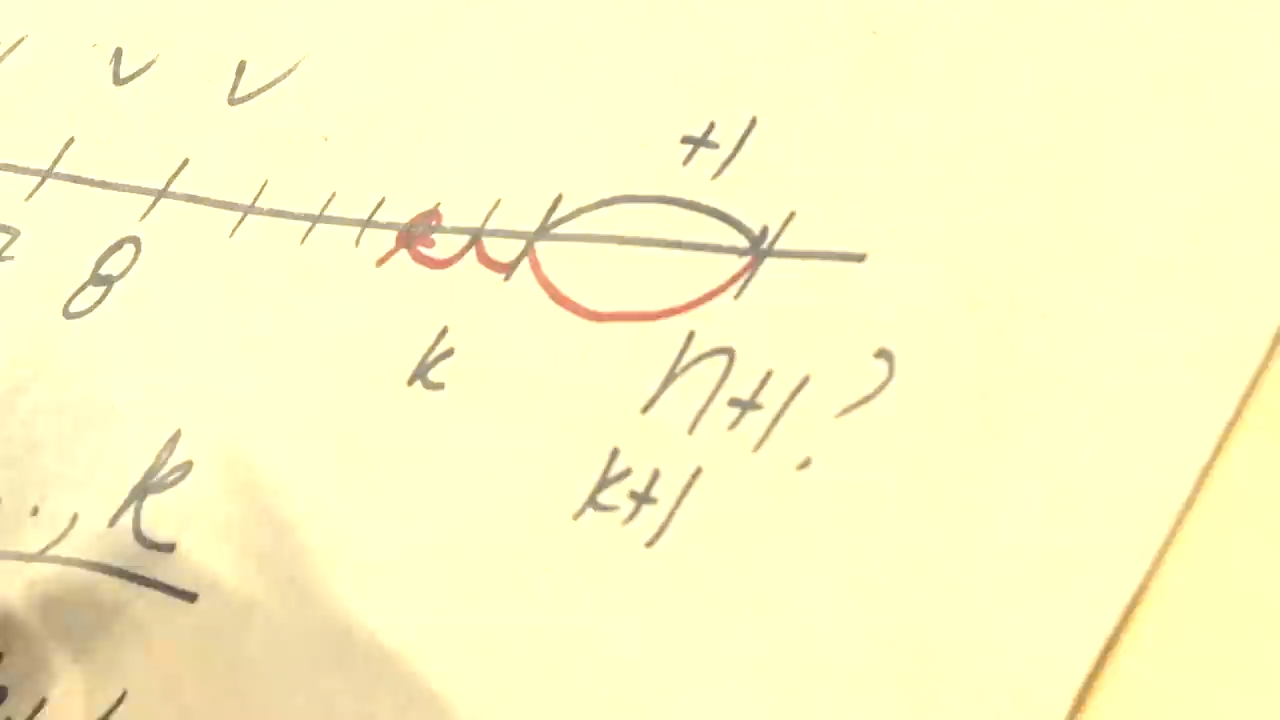 ✓ ✓
+1
8
k
n+1?
k+1
.., k